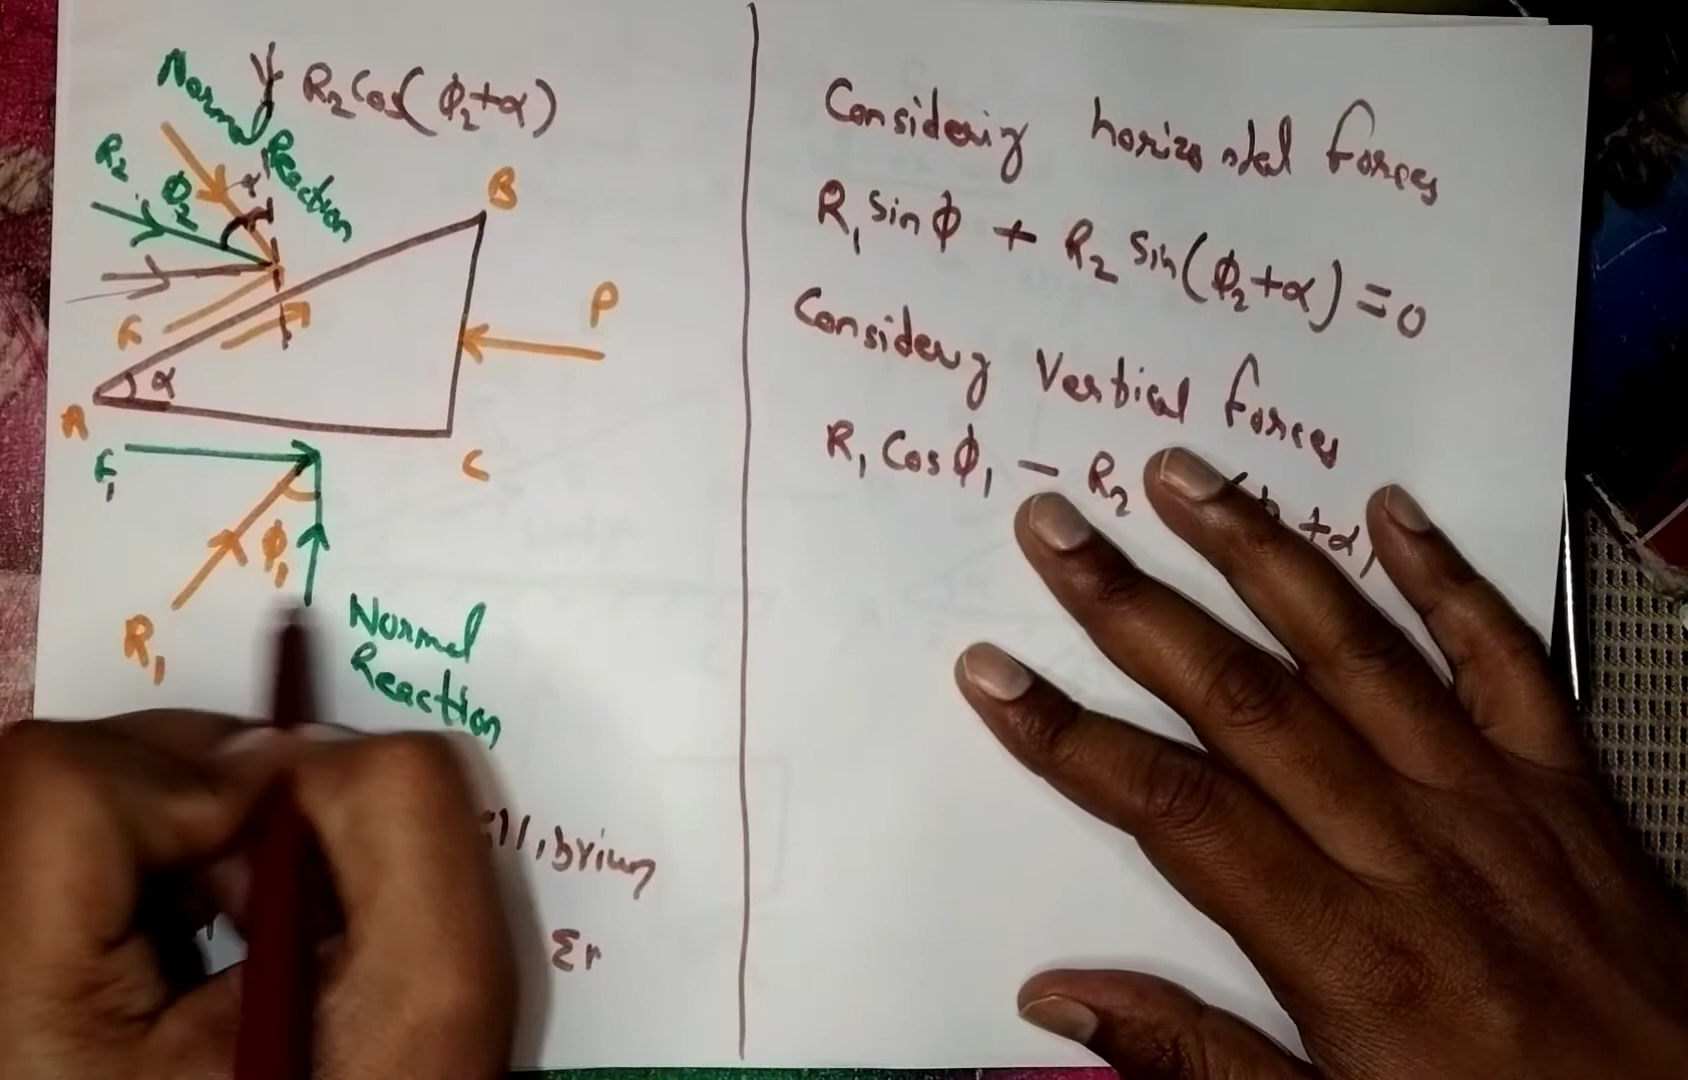 R₂ Cos(ϕ₂+α)
Normal
Reaction
R₂
ϕ₂
α
B
P
α
A
C
F₁
ϕ₁
R₁
Normal
Reaction
Σ
Considering horizontal forces
R₁ Sin ϕ + R₂ Sin(ϕ₂+α) = 0
Considerg Vertical forces
R₁ Cos ϕ₁ − R₂ +α)